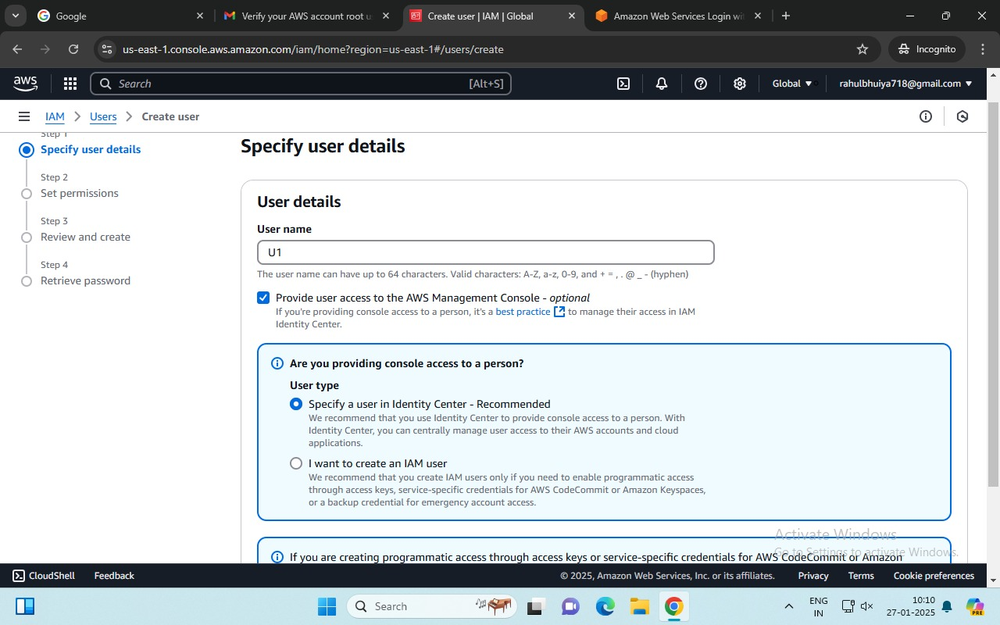 Google
Verify your AWS account root u
Create user | IAM | Global
Amazon Web Services Login wi
us-east-1.console.aws.amazon.com/iam/home?region=us-east-1#/users/create
Incognito
aws
Search
[Alt+S]
Global
rahulbhuiya718@gmail.com
IAM
Users
Create user
Step 1
Specify user details
Step 2
Set permissions
Step 3
Review and create
Step 4
Retrieve password
Specify user details
User details
User name
U1
The user name can have up to 64 characters. Valid characters: A-Z, a-z, 0-9, and + = , . @ _ - (hyphen)
Provide user access to the AWS Management Console - optional
If you're providing console access to a person, it's a best practice to manage their access in IAM
Identity Center.
Are you providing console access to a person?
User type
Specify a user in Identity Center - Recommended
We recommend that you use Identity Center to provide console access to a person. With
Identity Center, you can centrally manage user access to their AWS accounts and cloud
applications.
I want to create an IAM user
We recommend that you create IAM users only if you need to enable programmatic access
through access keys, service-specific credentials for AWS CodeCommit or Amazon Keyspaces,
or a backup credential for emergency account access.
If you are creating programmatic access through access keys or service-specific credentials for AWS CodeCommit or Amazon
Activate Windows
Go to Settings to activate Windows.
CloudShell
Feedback
© 2025, Amazon Web Services, Inc. or its affiliates.
Privacy
Terms
Cookie preferences
Search
ENG
IN
10:10
27-01-2025
PRE